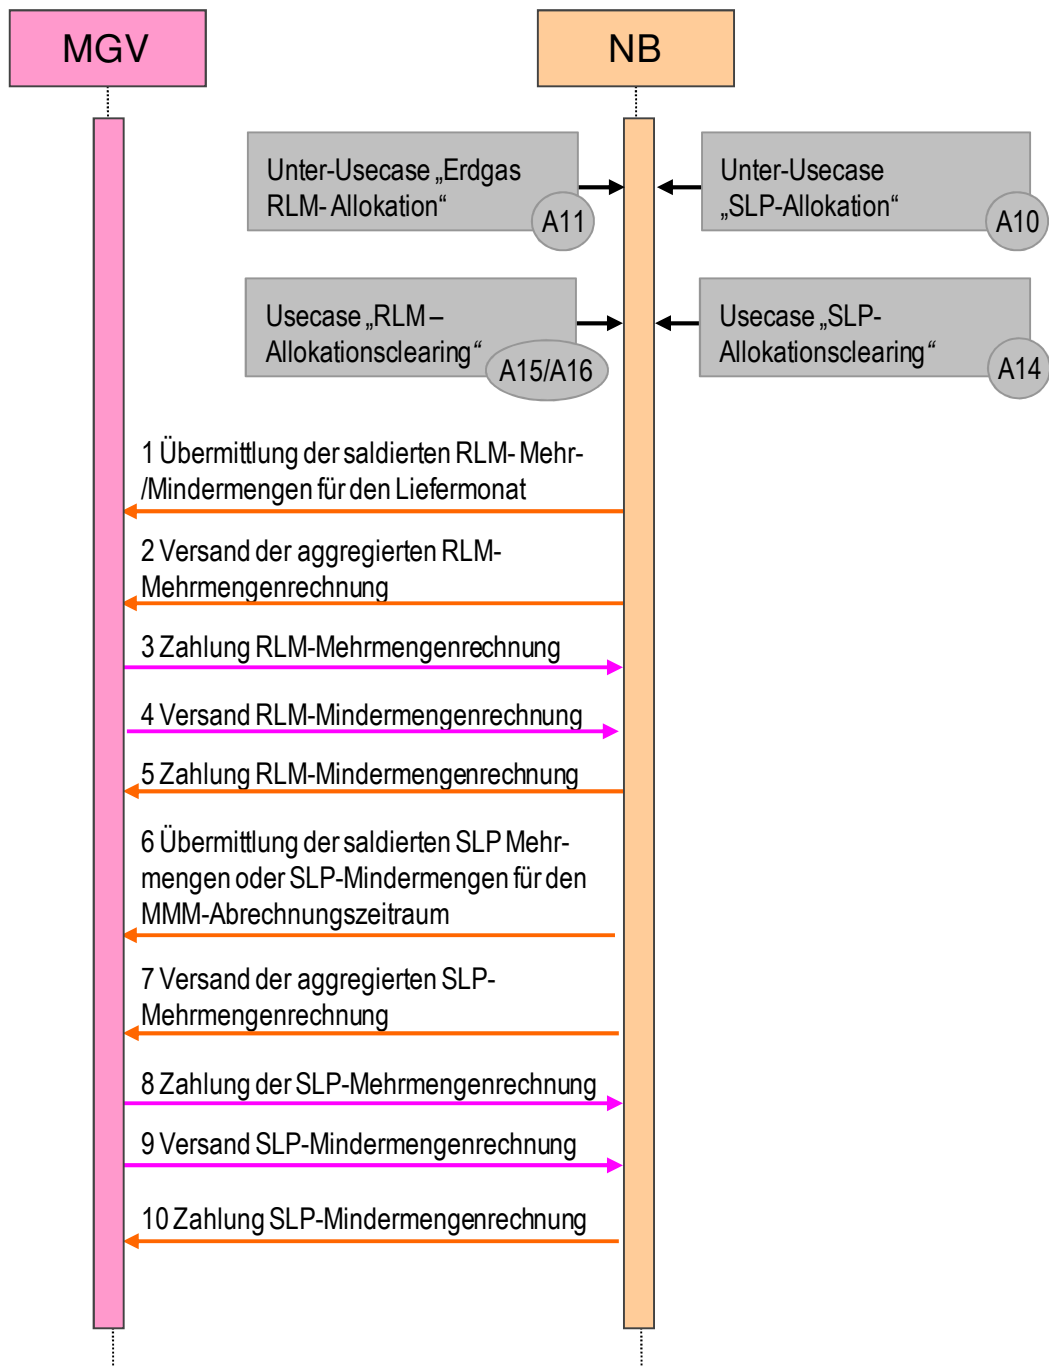 MGV
NB
Unter-Usecase „Erdgas
RLM- Allokation“
A11
Unter-Usecase
„SLP-Allokation“
A10
Usecase „RLM –
Allokationsclearing“
A15/A16
Usecase „SLP-
Allokationsclearing“
A14
1 Übermittlung der saldierten RLM- Mehr-
/Mindermengen für den Liefermonat
2 Versand der aggregierten RLM-
Mehrmengenrechnung
3 Zahlung RLM-Mehrmengenrechnung
4 Versand RLM-Mindermengenrechnung
5 Zahlung RLM-Mindermengenrechnung
6 Übermittlung der saldierten SLP Mehr-
mengen oder SLP-Mindermengen für den
MMM-Abrechnungszeitraum
7 Versand der aggregierten SLP-
Mehrmengenrechnung
8 Zahlung der SLP-Mehrmengenrechnung
9 Versand SLP-Mindermengenrechnung
10 Zahlung SLP-Mindermengenrechnung